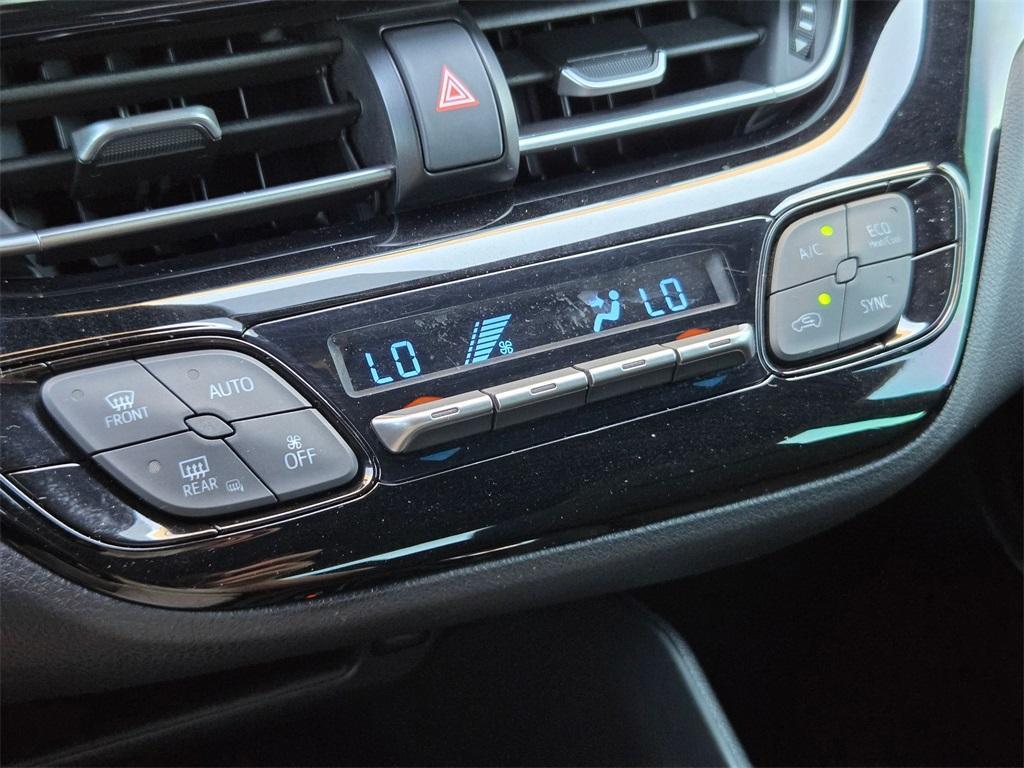 A/C
ECO
Heat/Cool
SYNC
LO
LO
FRONT
AUTO
REAR
OFF